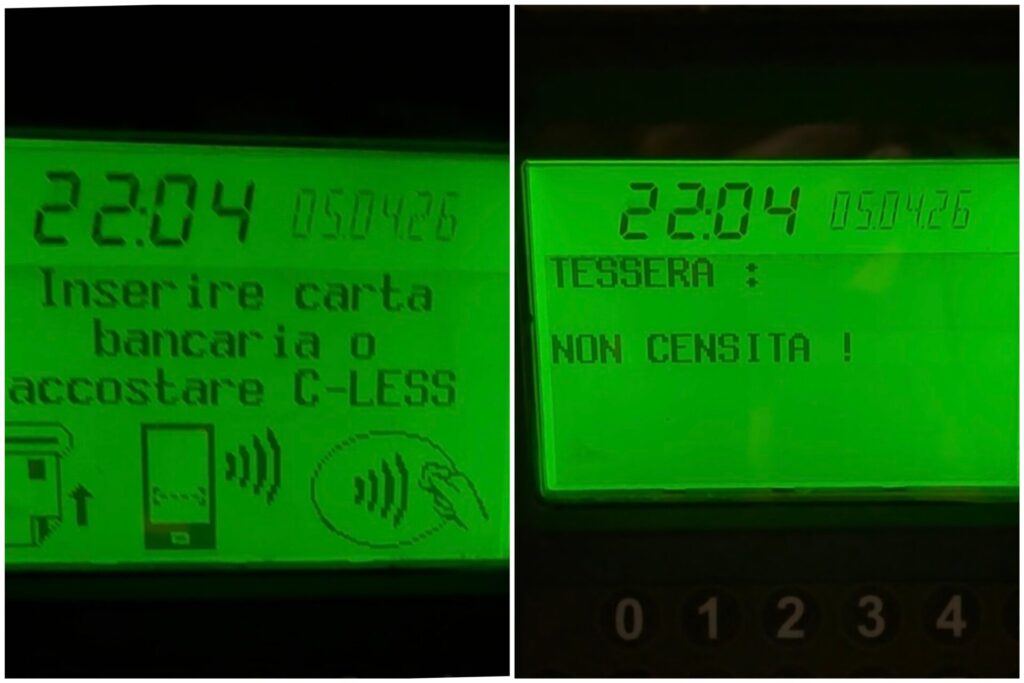 22:04 05.04.26
Inserire carta
bancaria o
accostare C-LESS
22:04 05.04.26
TESSERA :
NON CENSITA !
0 1 2 3 4